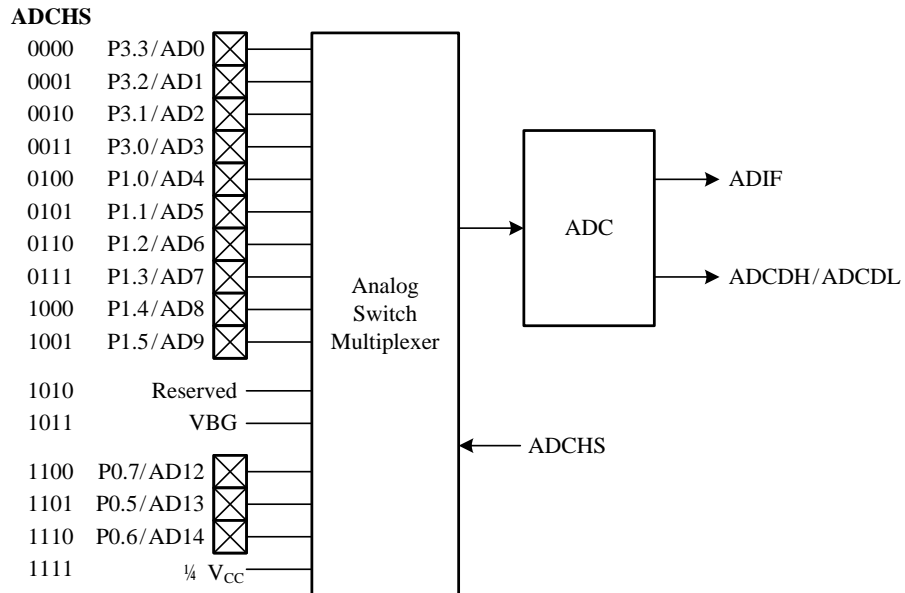 ADCHS
0000 P3.3/AD0
0001 P3.2/AD1
0010 P3.1/AD2
0011 P3.0/AD3
0100 P1.0/AD4
0101 P1.1/AD5
0110 P1.2/AD6
0111 P1.3/AD7
1000 P1.4/AD8
1001 P1.5/AD9
1010 Reserved
1011 VBG
1100 P0.7/AD12
1101 P0.5/AD13
1110 P0.6/AD14
1111 ¼ VCC
Analog
Switch
Multiplexer
ADC
ADIF
ADCDH/ADCDL
ADCHS